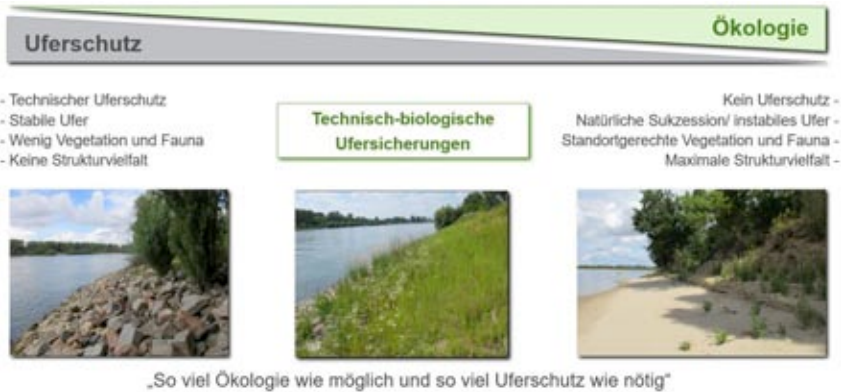 Ökologie
Uferschutz
- Technischer Uferschutz
- Stabile Ufer
- Wenig Vegetation und Fauna
- Keine Strukturvielfalt
Technisch-biologische
Ufersicherungen
Kein Uferschutz -
Natürliche Sukzession/ instabiles Ufer -
Standortgerechte Vegetation und Fauna -
Maximale Strukturvielfalt -
„So viel Ökologie wie möglich und so viel Uferschutz wie nötig"